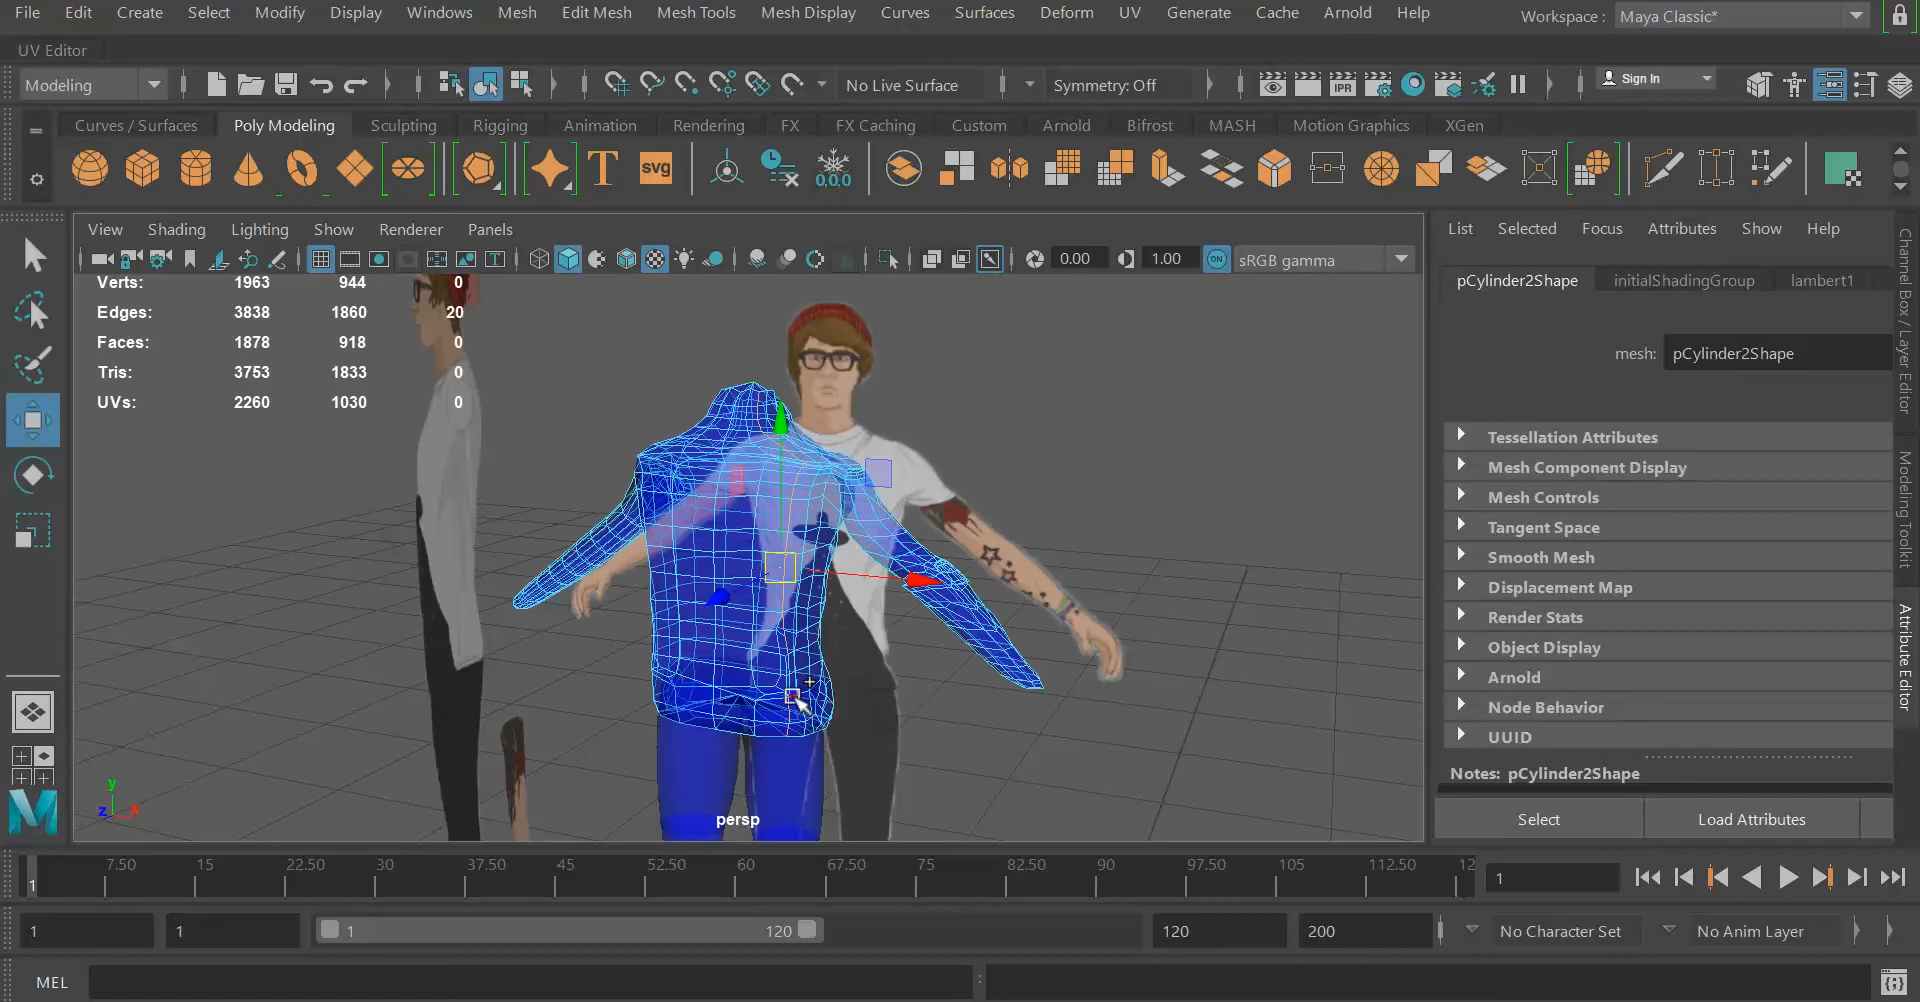 File Edit Create Select Modify Display Windows Mesh Edit Mesh Mesh Tools Mesh Display Curves Surfaces Deform UV Generate Cache Arnold Help Workspace : Maya Classic*
UV Editor
Modeling No Live Surface Symmetry: Off IPR Sign In
Curves / Surfaces Poly Modeling Sculpting Rigging Animation Rendering FX FX Caching Custom Arnold Bifrost MASH Motion Graphics XGen
T svg 0,0,0
View Shading Lighting Show Renderer Panels
0.00 1.00 ON sRGB gamma
Verts: 1963 944 0
Edges: 3838 1860 20
Faces: 1878 918 0
Tris: 3753 1833 0
UVs: 2260 1030 0
y
z x
persp
List Selected Focus Attributes Show Help
pCylinder2Shape initialShadingGroup lambert1
mesh: pCylinder2Shape
Tessellation Attributes
Mesh Component Display
Mesh Controls
Tangent Space
Smooth Mesh
Displacement Map
Render Stats
Object Display
Arnold
Node Behavior
UUID
Notes: pCylinder2Shape
Select Load Attributes
Channel Box / Layer Editor
Modeling Toolkit
Attribute Editor
1 7.50 15 22.50 30 37.50 45 52.50 60 67.50 75 82.50 90 97.50 105 112.50 12 1
1 1 1 120 120 200 No Character Set No Anim Layer
MEL